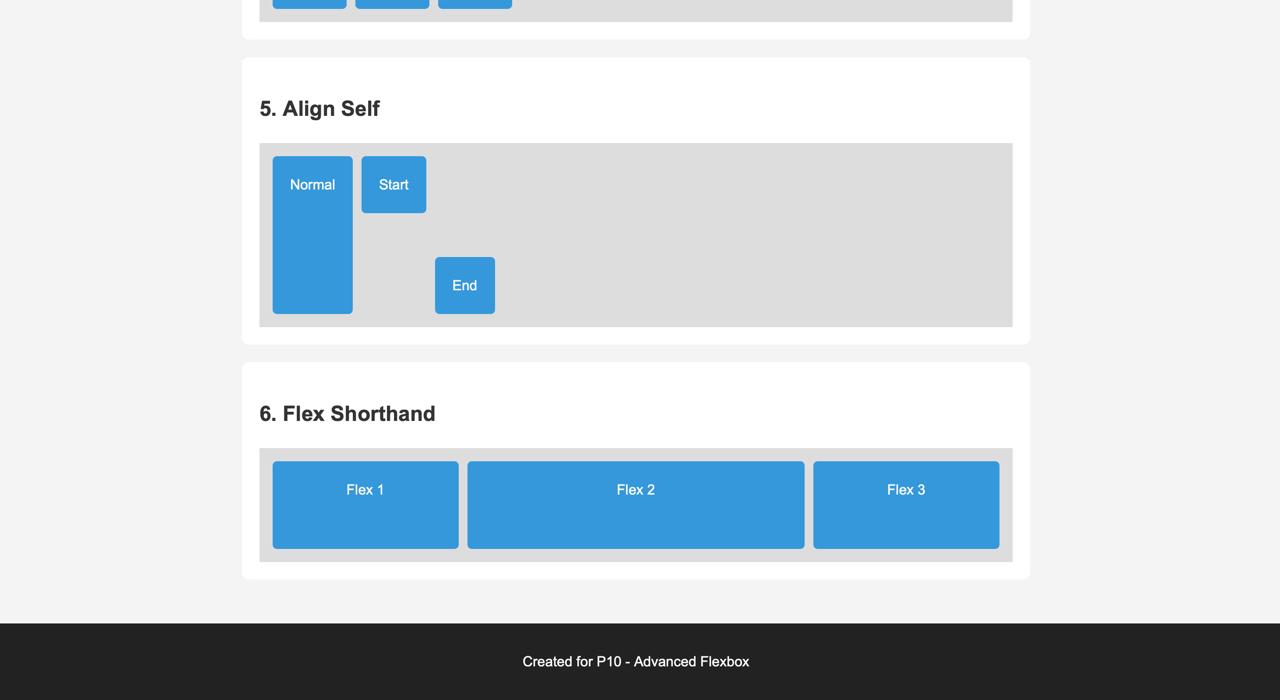 5. Align Self
Normal
Start
End
6. Flex Shorthand
Flex 1
Flex 2
Flex 3
Created for P10 - Advanced Flexbox